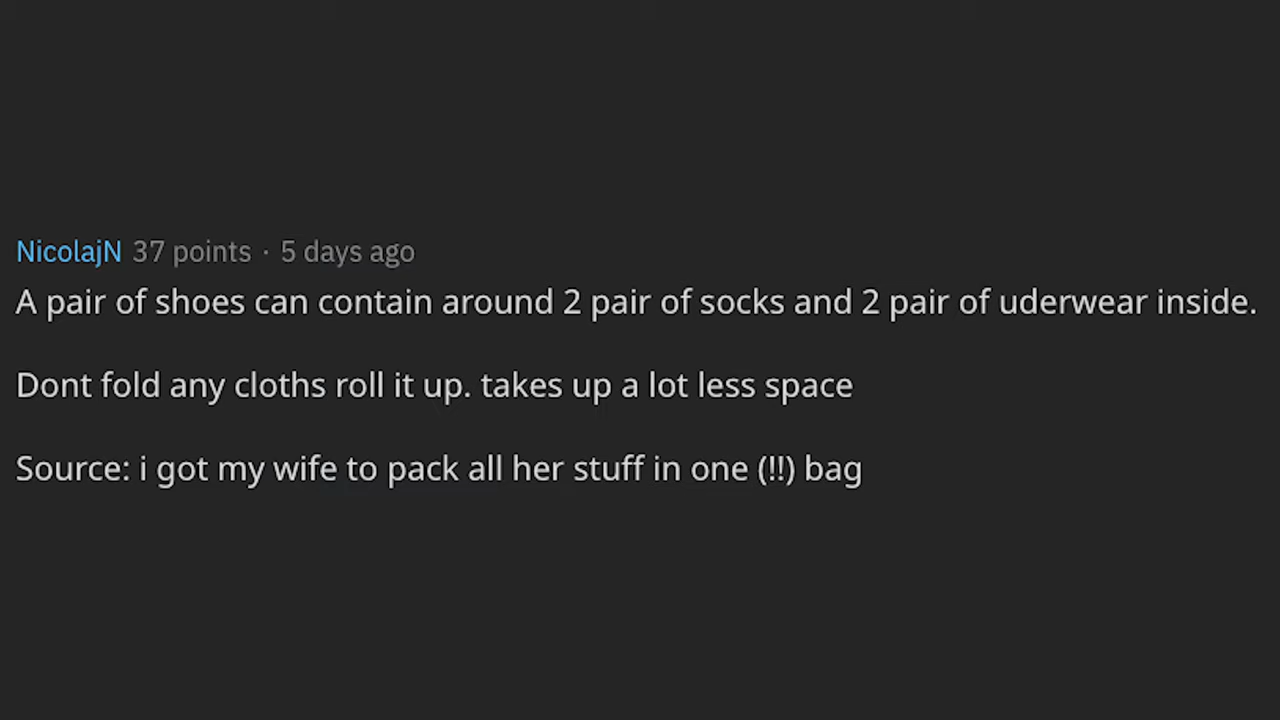 NicolajN 37 points · 5 days ago
A pair of shoes can contain around 2 pair of socks and 2 pair of uderwear inside.
Dont fold any cloths roll it up. takes up a lot less space
Source: i got my wife to pack all her stuff in one (!!) bag